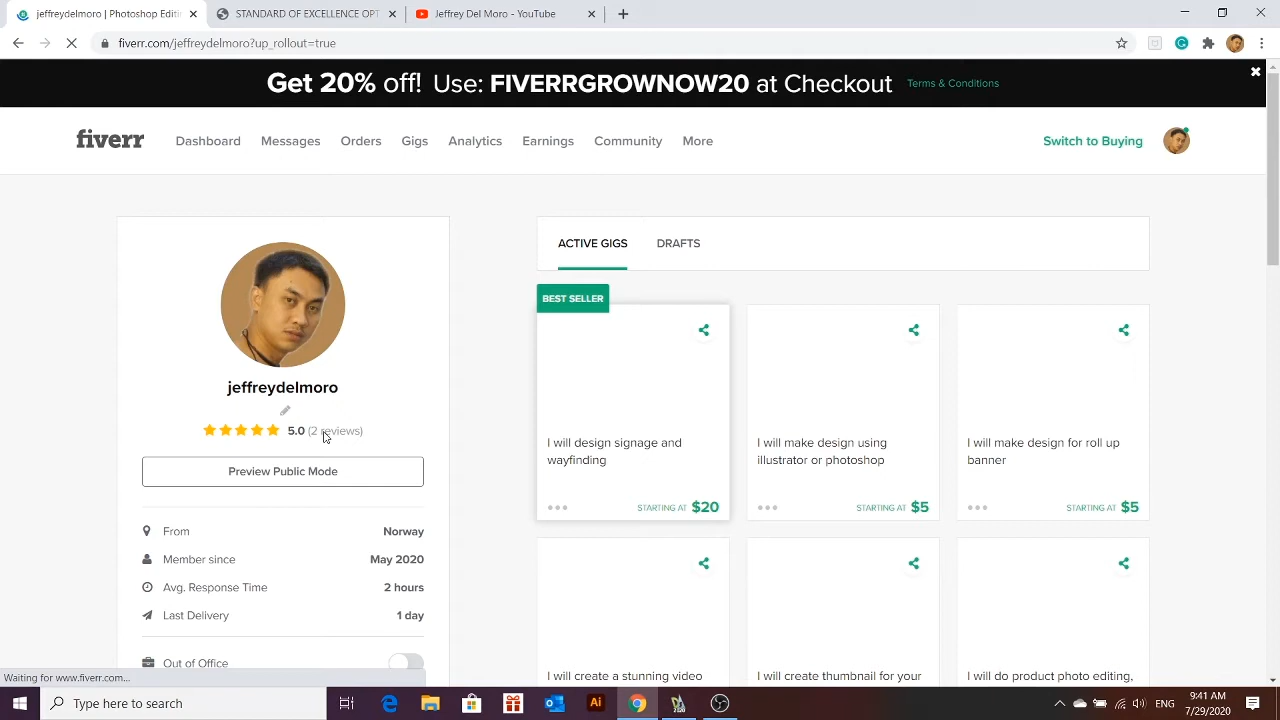 jeffreydelmoro | Photoshop Editi
STANDARD OF EXCELLENCE OPT
Jeffrey Del Moro - YouTube
fiverr.com/jeffreydelmoro?up_rollout=true
Get 20% off! Use: FIVERRGROWNOW20 at Checkout
Terms & Conditions
fiverr
Dashboard
Messages
Orders
Gigs
Analytics
Earnings
Community
More
Switch to Buying
jeffreydelmoro
5.0 (2 reviews)
Preview Public Mode
From Norway
Member since May 2020
Avg. Response Time 2 hours
Last Delivery 1 day
Out of Office
ACTIVE GIGS
DRAFTS
BEST SELLER
I will design signage and
wayfinding
STARTING AT $20
I will make design using
illustrator or photoshop
STARTING AT $5
I will make design for roll up
banner
STARTING AT $5
I will create a stunning video
I will create thumbnail for your
I will do product photo editing,
Waiting for www.fiverr.com...
Type here to search
Ai
ENG
9:41 AM
7/29/2020